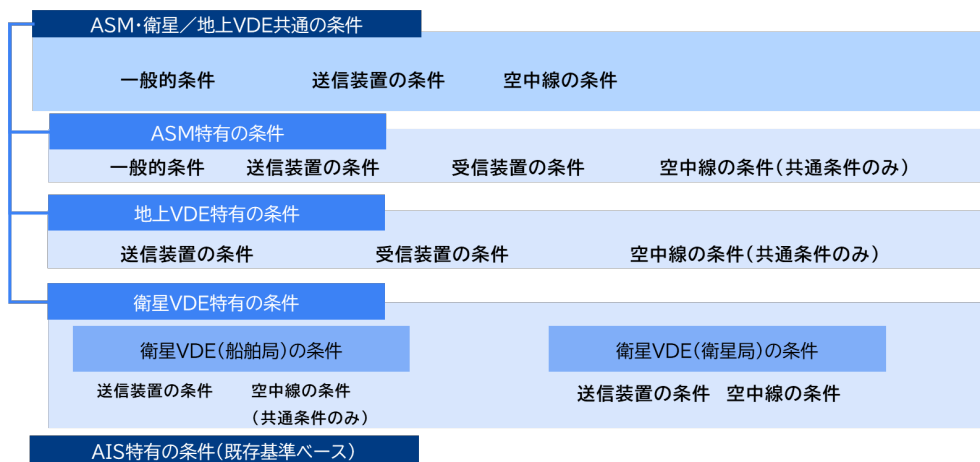 ASM・衛星／地上VDE共通の条件
一般的条件 送信装置の条件 空中線の条件
ASM特有の条件
一般的条件 送信装置の条件 受信装置の条件 空中線の条件(共通条件のみ)
地上VDE特有の条件
送信装置の条件 受信装置の条件 空中線の条件(共通条件のみ)
衛星VDE特有の条件
衛星VDE(船舶局)の条件 衛星VDE(衛星局)の条件
送信装置の条件 空中線の条件 送信装置の条件 空中線の条件
(共通条件のみ)
AIS特有の条件(既存基準ベース)